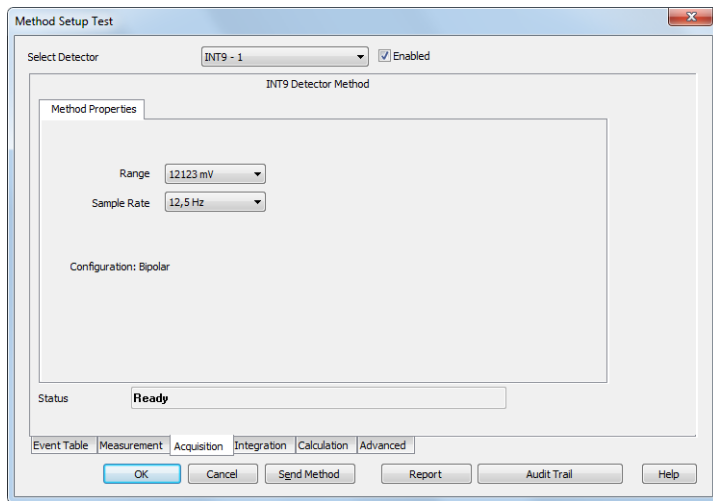 Method Setup Test
Select Detector INT9 - 1 Enabled
INT9 Detector Method
Method Properties
Range 12123 mV
Sample Rate 12,5 Hz
Configuration: Bipolar
Status Ready
Event Table Measurement Acquisition Integration Calculation Advanced
OK Cancel Send Method Report Audit Trail Help